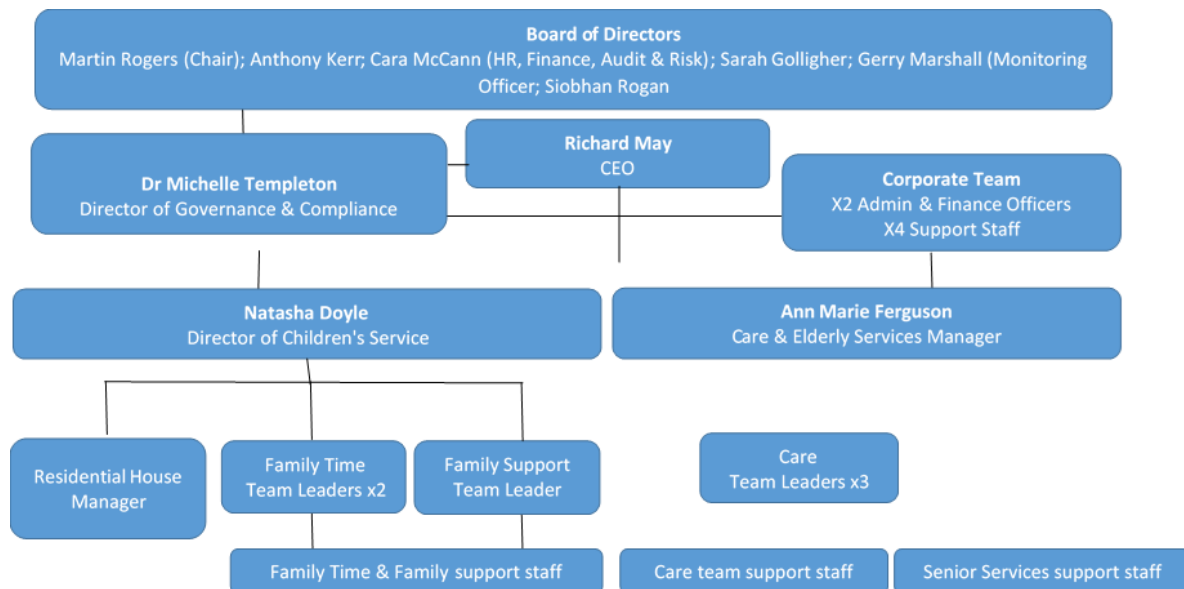 Board of Directors
Martin Rogers (Chair); Anthony Kerr; Cara McCann (HR, Finance, Audit & Risk); Sarah Golligher; Gerry Marshall (Monitoring
Officer; Siobhan Rogan
Richard May
CEO
Dr Michelle Templeton
Director of Governance & Compliance
Corporate Team
X2 Admin & Finance Officers
X4 Support Staff
Natasha Doyle
Director of Children's Service
Ann Marie Ferguson
Care & Elderly Services Manager
Residential House
Manager
Family Time
Team Leaders x2
Family Support
Team Leader
Care
Team Leaders x3
Family Time & Family support staff
Care team support staff
Senior Services support staff